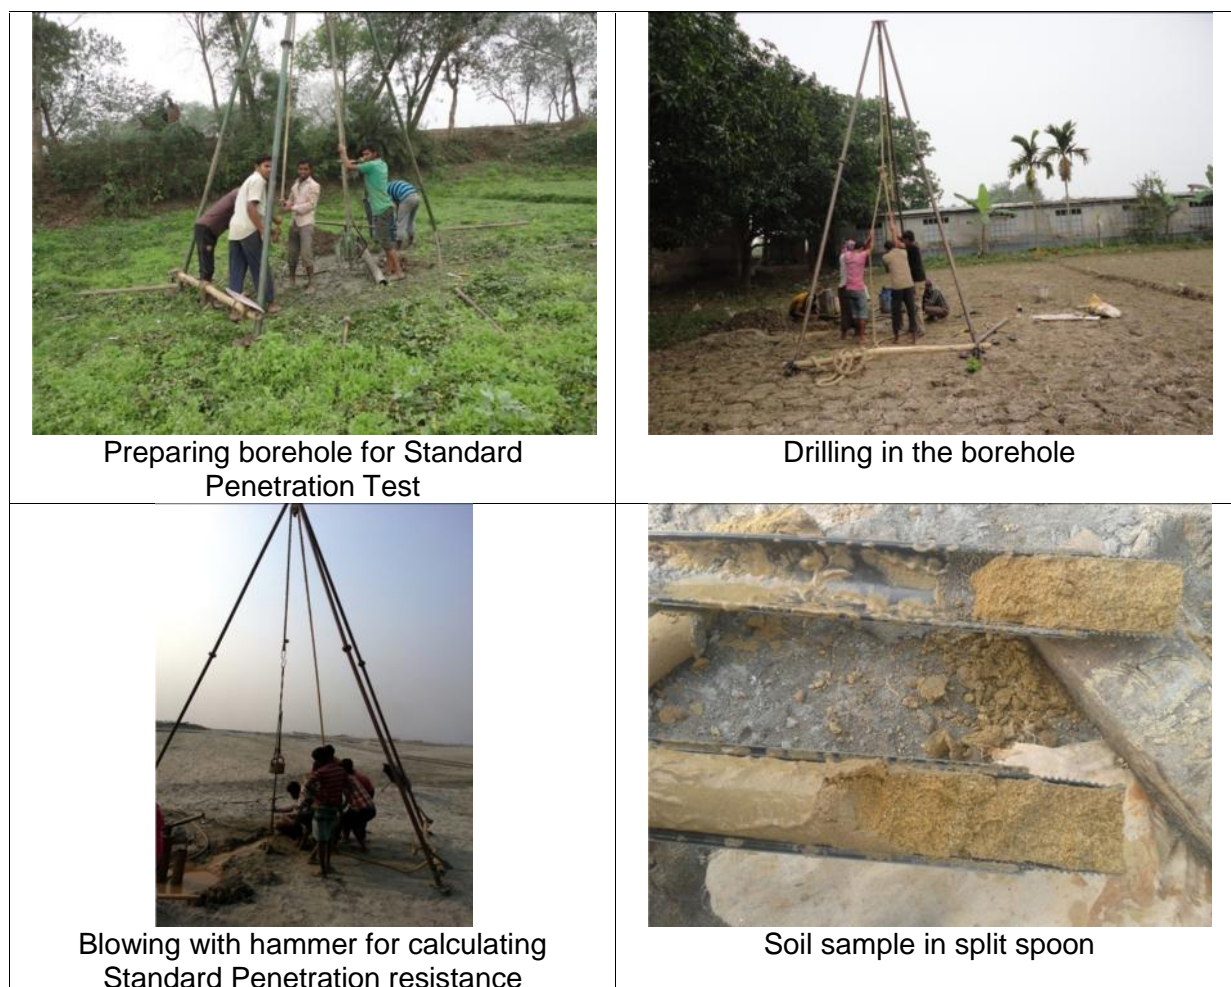 Preparing borehole for Standard
Penetration Test
Drilling in the borehole
Blowing with hammer for calculating
Standard Penetration resistance
Soil sample in split spoon